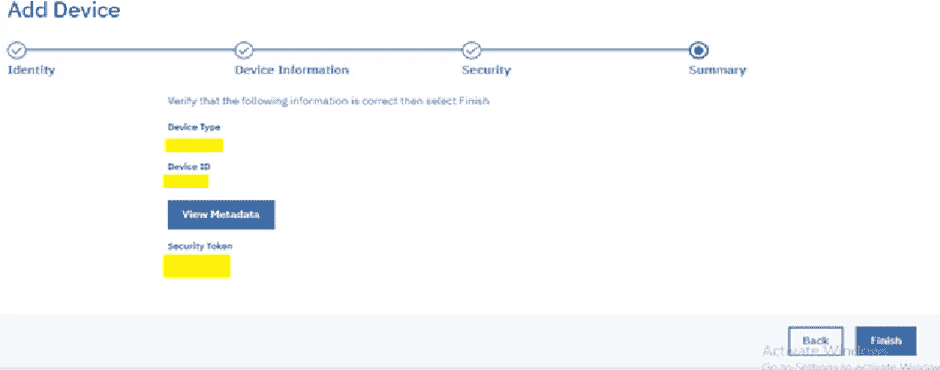 Add Device
Identity
Device Information
Security
Summary
Verify that the following information is correct then select Finish
Device Type
Device ID
View Metadata
Security Token
Back
Finish
Activate Windows
Go to Settings to activate Windows